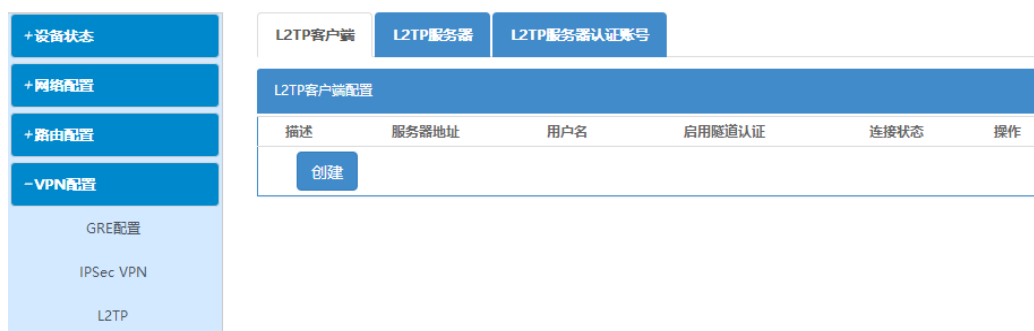 +设备状态
L2TP客户端 L2TP服务器 L2TP服务器认证账号
+网络配置
L2TP客户端配置
+路由配置
描述 服务器地址 用户名 启用隧道认证 连接状态 操作
创建
-VPN配置
GRE配置
IPSec VPN
L2TP